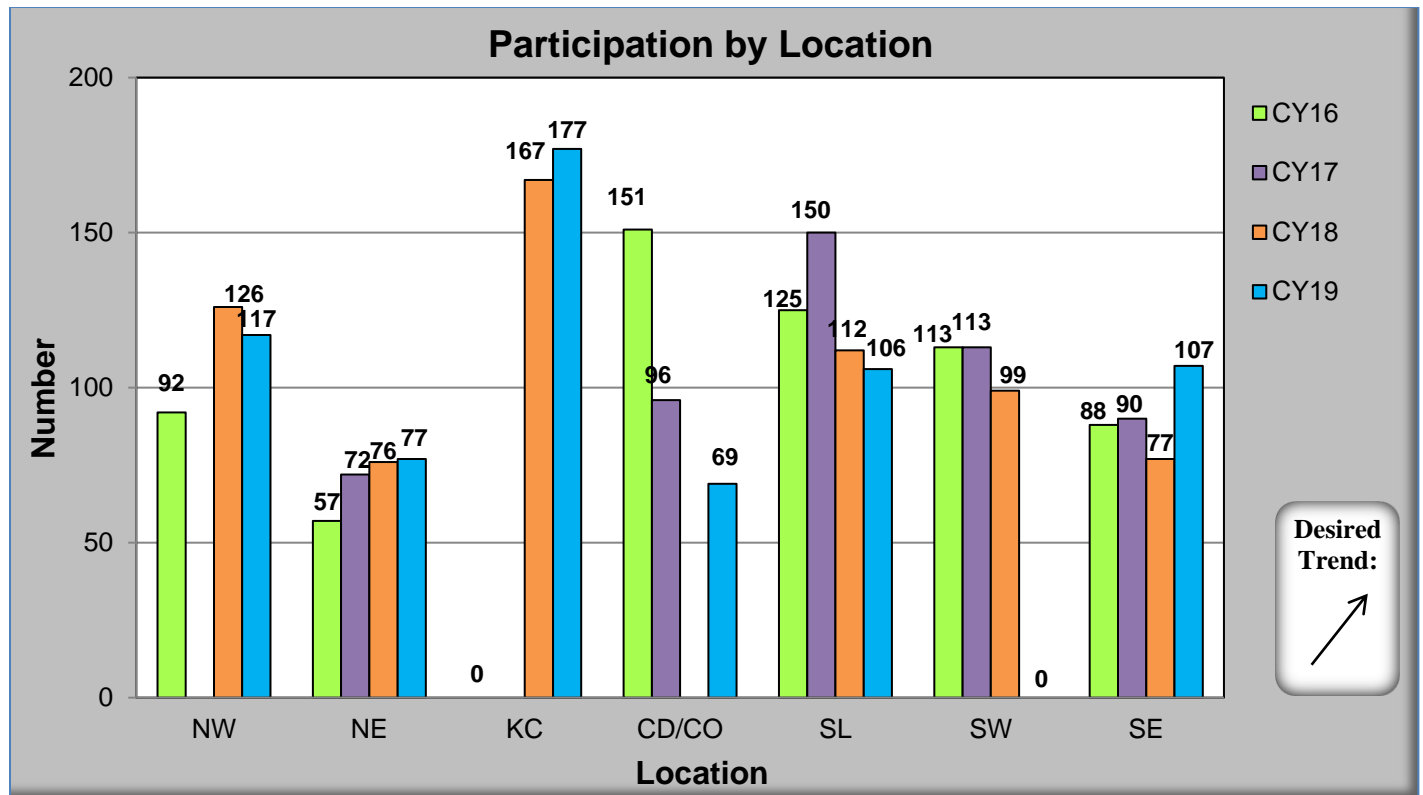 Participation by Location
200
150
100
50
0
Number
92
126
117
57
72
76
77
0
167
177
151
96
69
125
150
112
106
113
113
99
0
88
90
77
107
NW
NE
KC
CD/CO
SL
SW
SE
Location
CY16
CY17
CY18
CY19
Desired
Trend: